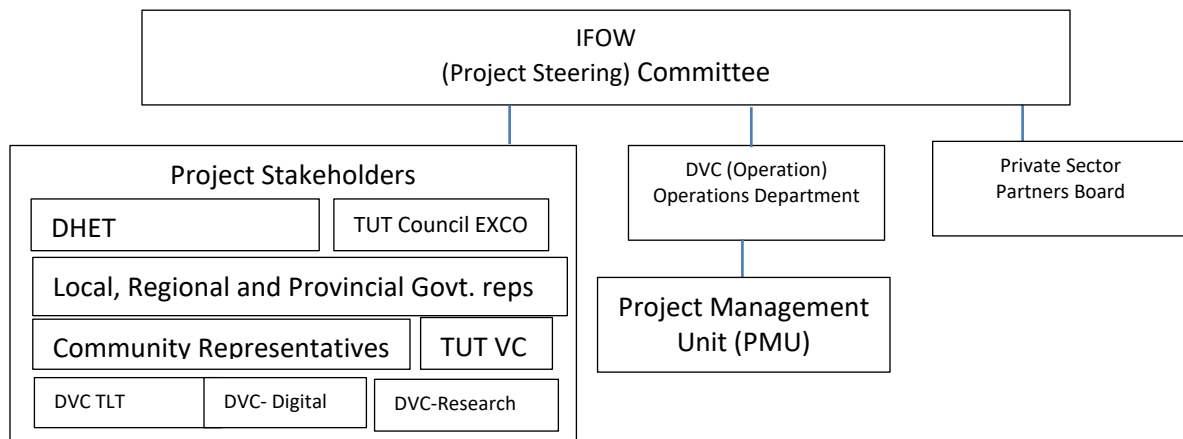 IFOW
(Project Steering) Committee
Project Stakeholders
DHET
TUT Council EXCO
Local, Regional and Provincial Govt. reps
Community Representatives
TUT VC
DVC TLT
DVC- Digital
DVC-Research
DVC (Operation)
Operations Department
Project Management
Unit (PMU)
Private Sector
Partners Board